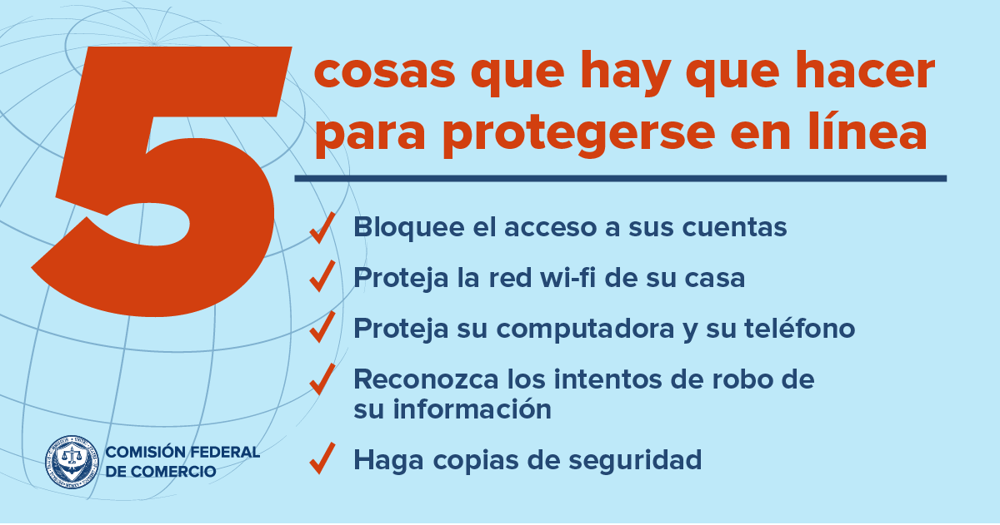 5
cosas que hay que hacer
para protegerse en línea
Bloquee el acceso a sus cuentas
Proteja la red wi-fi de su casa
Proteja su computadora y su teléfono
Reconozca los intentos de robo de
su información
Haga copias de seguridad
COMISIÓN FEDERAL
DE COMERCIO